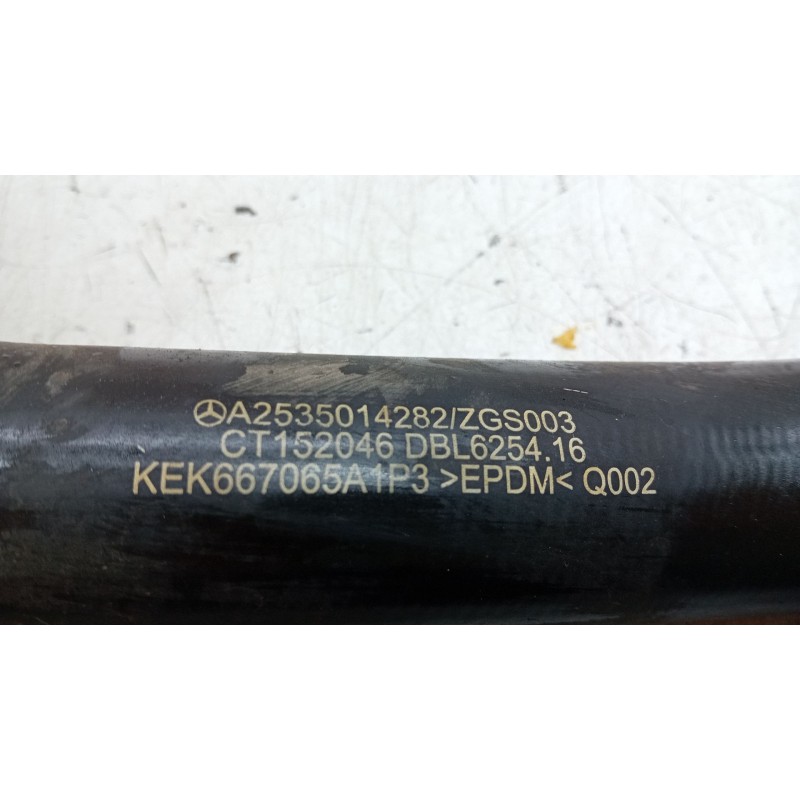 A2535014282/ZGS003
CT152046 DBL6254.16
KEK667065A1P3 >EPDM< Q002